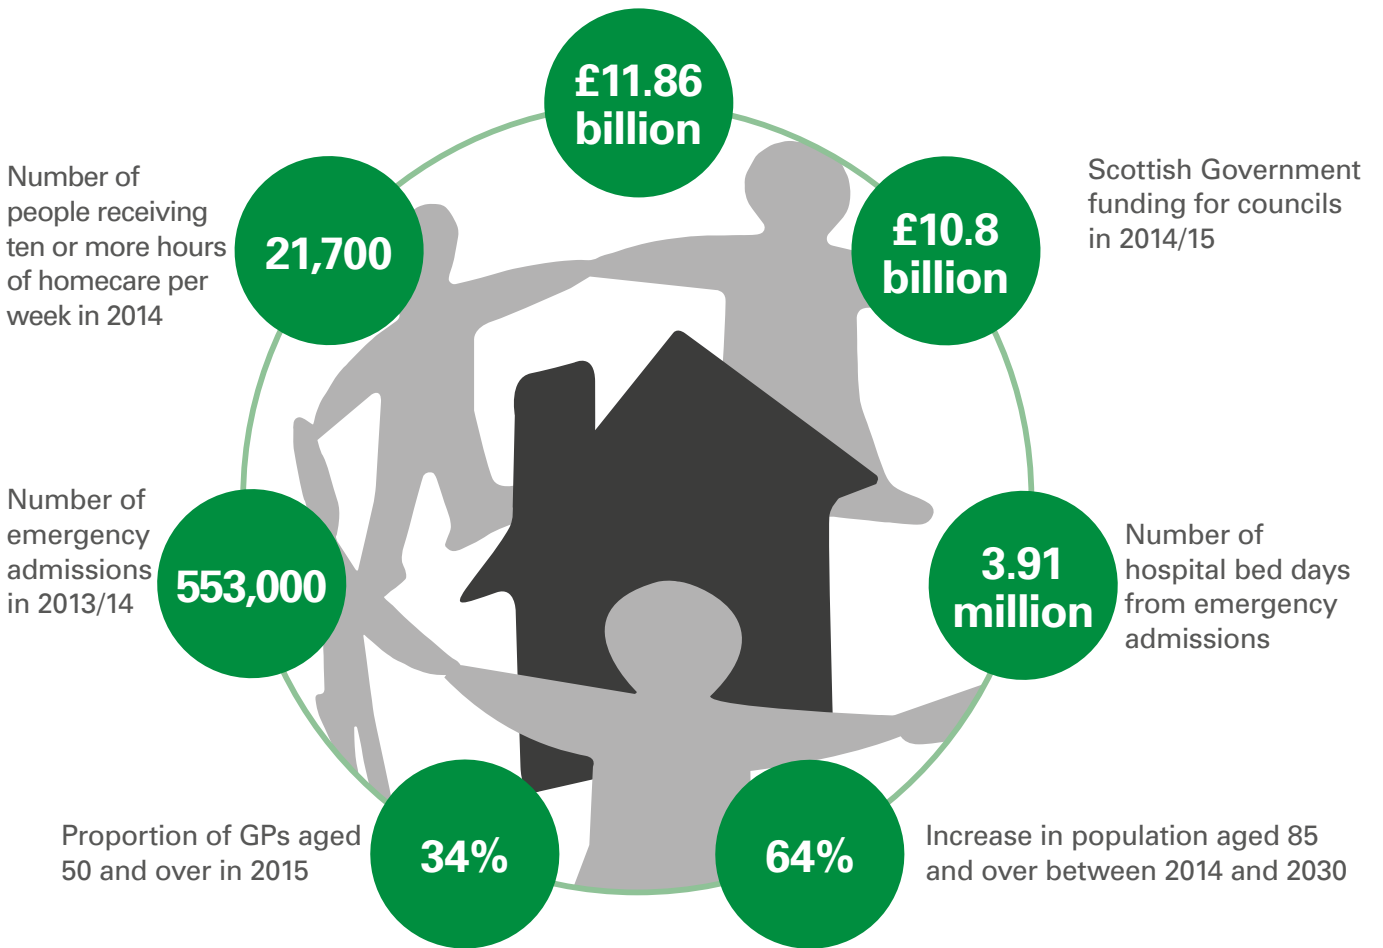 £11.86
billion
Scottish Government
funding for councils
in 2014/15
£10.8
billion
Number of
people receiving
ten or more hours
of homecare per
week in 2014
21,700
Number of
emergency
admissions
in 2013/14
553,000
3.91
million
Number of
hospital bed days
from emergency
admissions
Proportion of GPs aged
50 and over in 2015
34%
64%
Increase in population aged 85
and over between 2014 and 2030